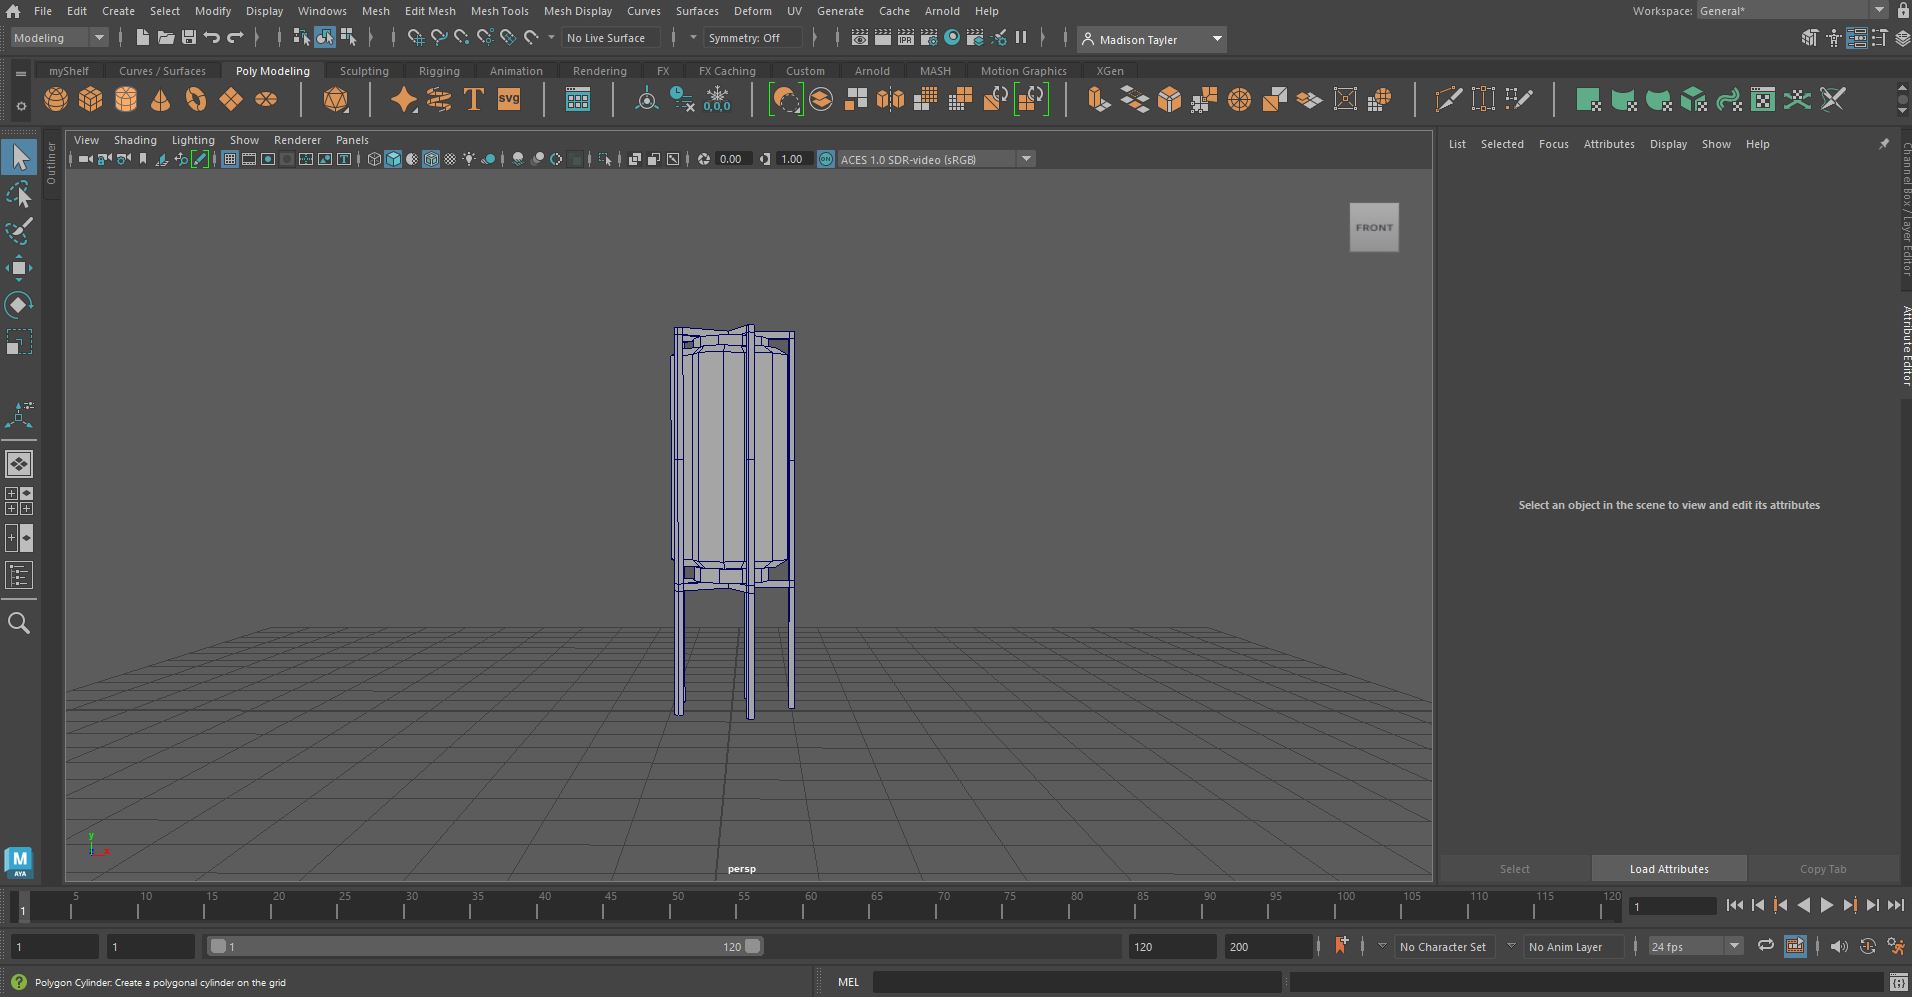 File Edit Create Select Modify Display Windows Mesh Edit Mesh Mesh Tools Mesh Display Curves Surfaces Deform UV Generate Cache Arnold Help Workspace: General*
Modeling No Live Surface Symmetry: Off IPR Madison Tayler
myShelf Curves / Surfaces Poly Modeling Sculpting Rigging Animation Rendering FX FX Caching Custom Arnold MASH Motion Graphics XGen
T SVG 0,0,0
View Shading Lighting Show Renderer Panels
0.00 1.00 ON ACES 1.0 SDR-video (sRGB)
Outliner
FRONT
y
x
persp
List Selected Focus Attributes Display Show Help
Select an object in the scene to view and edit its attributes
Channel Box / Layer Editor
Attribute Editor
Select Load Attributes Copy Tab
M
AYA
1 5 10 15 20 25 30 35 40 45 50 55 60 65 70 75 80 85 90 95 100 105 110 115 120 1
1 1 1 120 120 200 No Character Set No Anim Layer 24 fps
Polygon Cylinder: Create a polygonal cylinder on the grid MEL